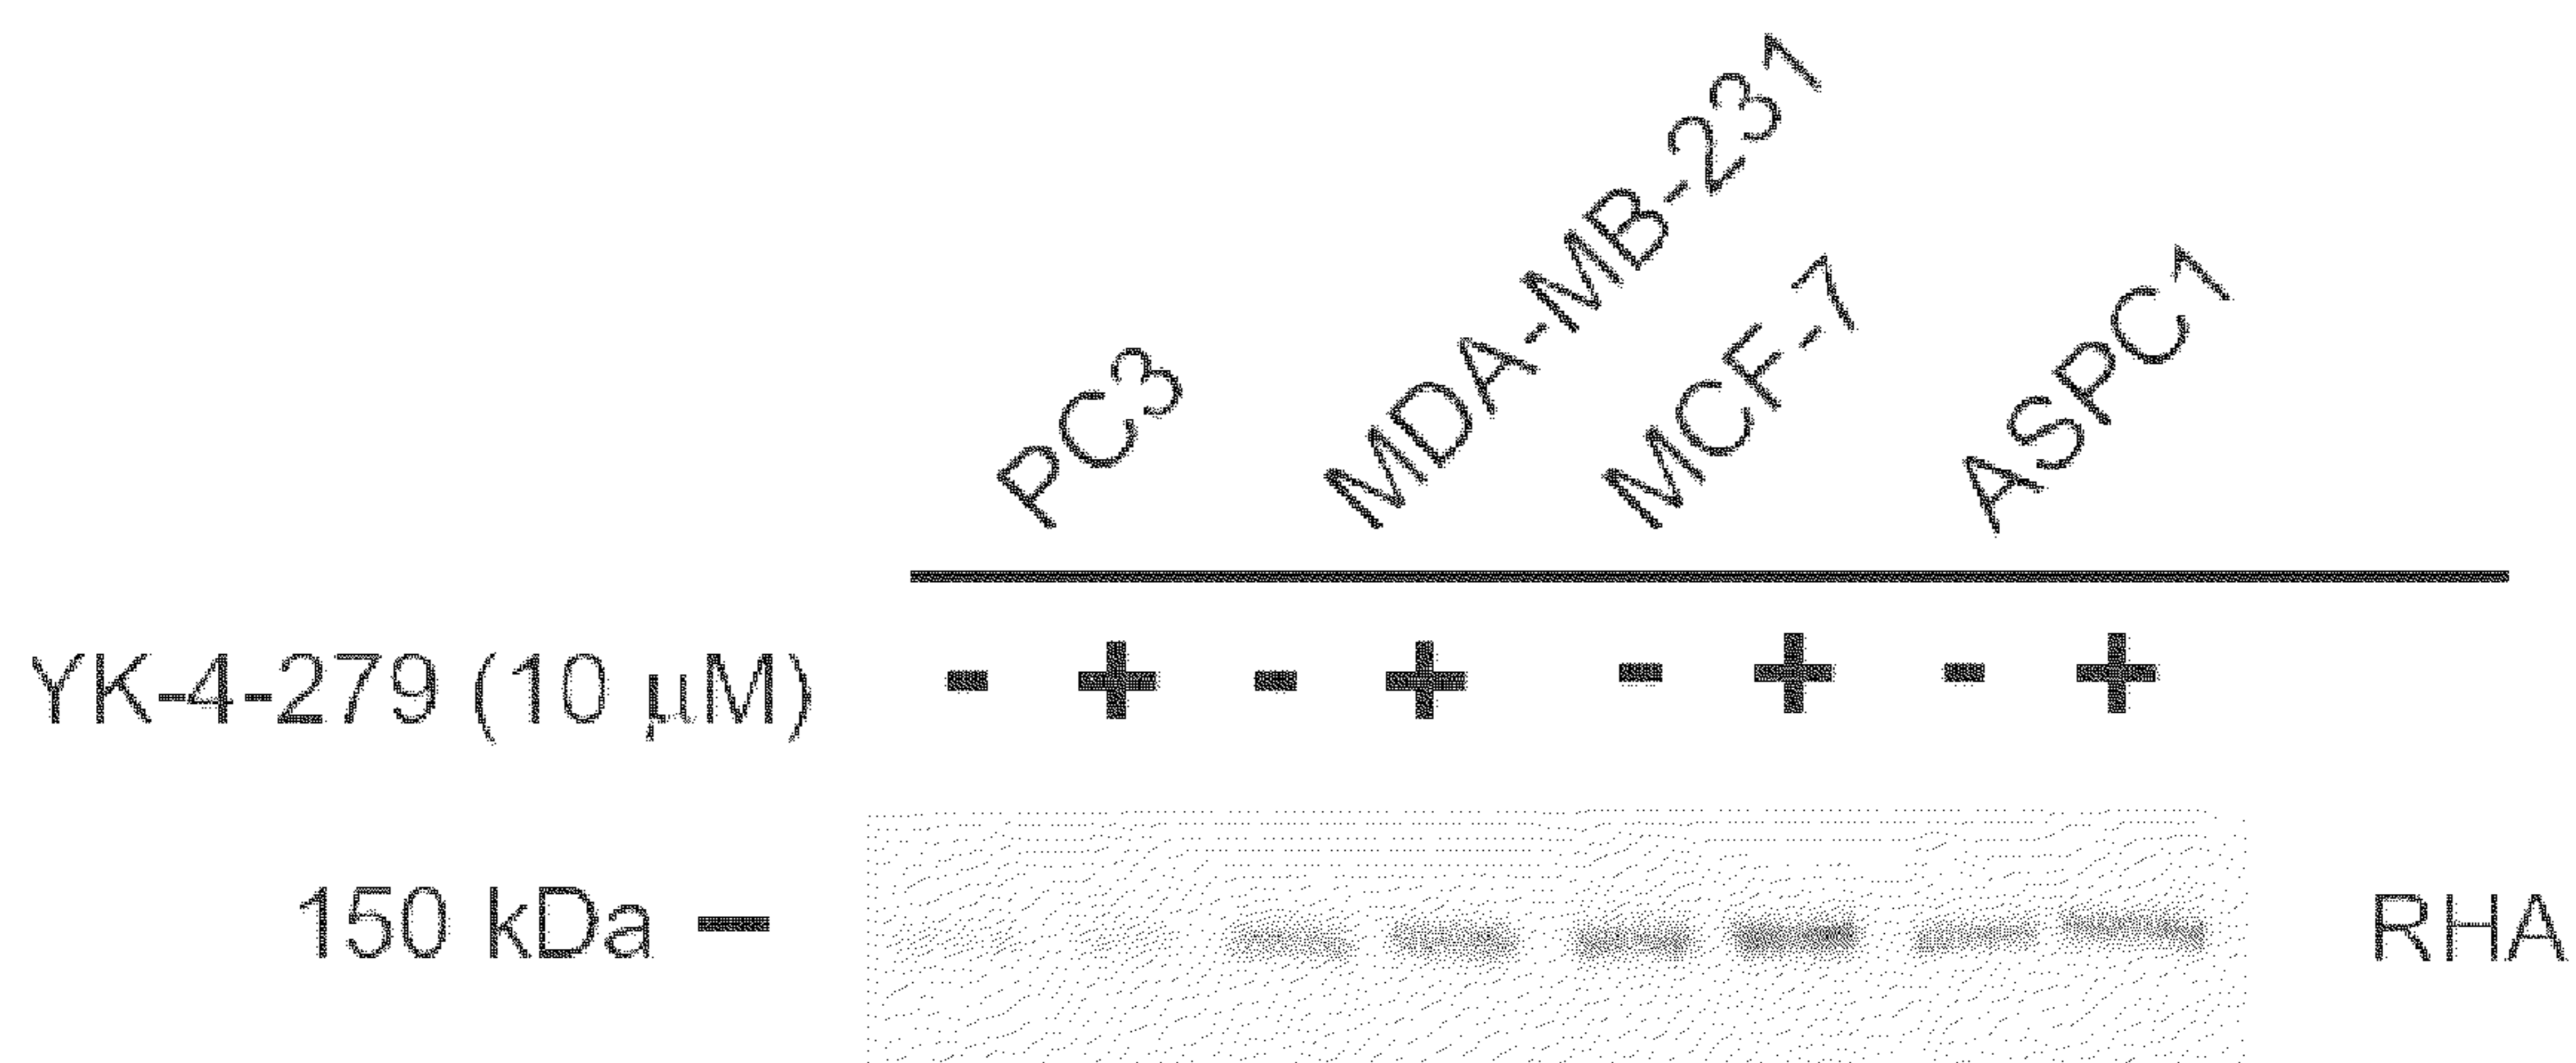 PC3 MDA-MB-231 MCF-7 ASPC1
YK-4-279 (10 µM) - + - + - + - +
150 kDa - RHA